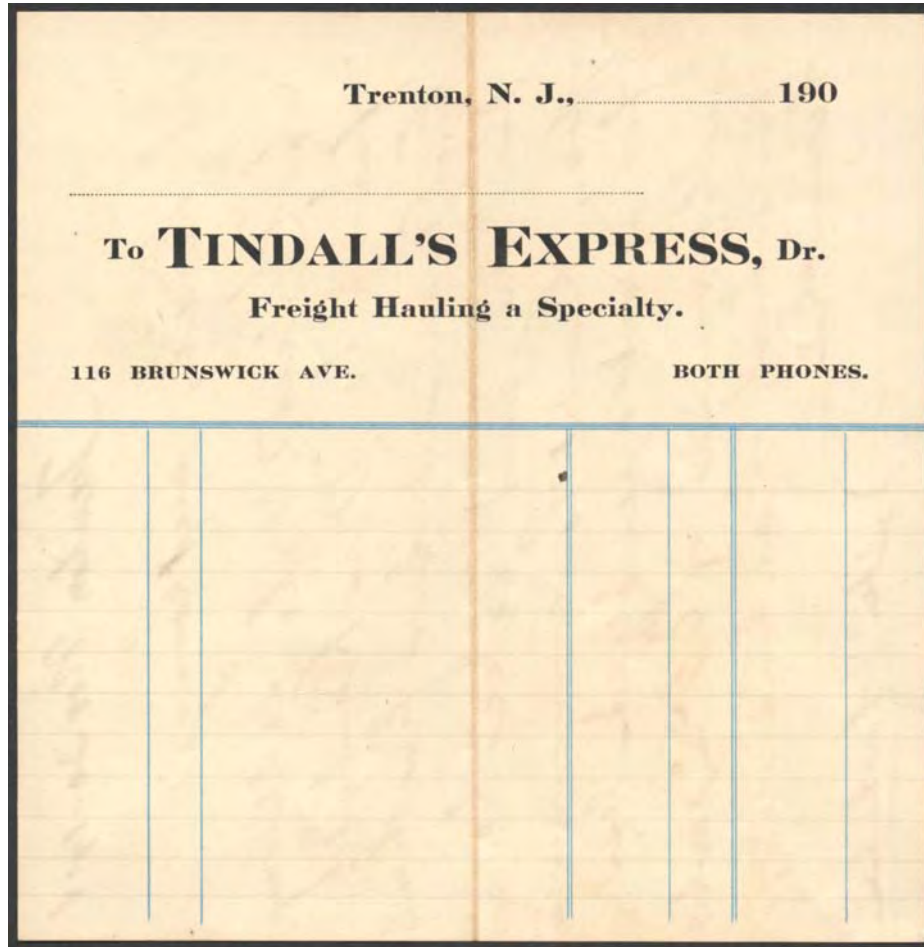 Trenton, N. J., 190
To TINDALL'S EXPRESS, Dr.
Freight Hauling a Specialty.
116 BRUNSWICK AVE. BOTH PHONES.